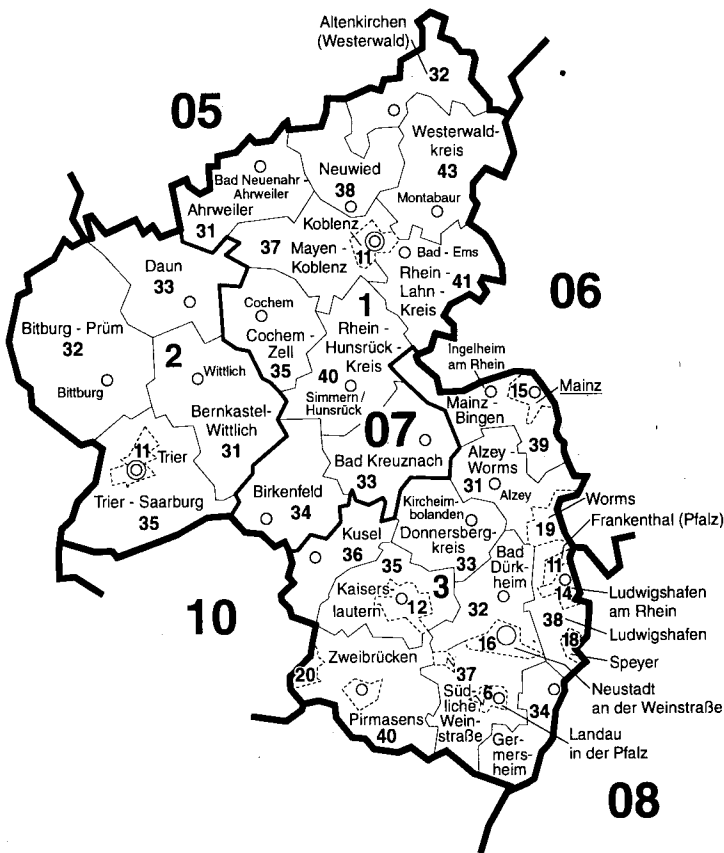 Altenkirchen
(Westerwald)
32
05
Westerwald-
kreis
43
Neuwied
38
Bad Neuenahr -
Ahrweiler
Ahrweiler
31
Montabaur
Koblenz
11
37
Mayen -
Koblenz
Bad - Ems
Rhein -
Lahn -
Kreis
41
06
Daun
33
Cochem
Cochem -
Zell
35
1
Rhein -
Hunsrück -
Kreis
40
Simmern/
Hunsrück
Bitburg - Prüm
32
Bittburg
2
Wittlich
Bernkastel-
Wittlich
31
Ingelheim
am Rhein
15
Mainz
Mainz -
Bingen
39
07
Bad Kreuznach
33
Alzey -
Worms
31
Alzey
11
Trier
Trier - Saarburg
35
Birkenfeld
34
Kircheim-
bolanden
Donnersberg-
kreis
33
Worms
19
Frankenthal (Pfalz)
Kusel
36
35
3
Kaisers-
lautern
12
Bad
Dürk-
heim
32
11
14
Ludwigshafen
am Rhein
38
Ludwigshafen
10
16
18
Speyer
Zweibrücken
20
37
Neustadt
an der Weinstraße
Süd-
liche
Wein-
straße
6
34
Pirmasens
40
Landau
in der Pfalz
Ger-
mers-
heim
08